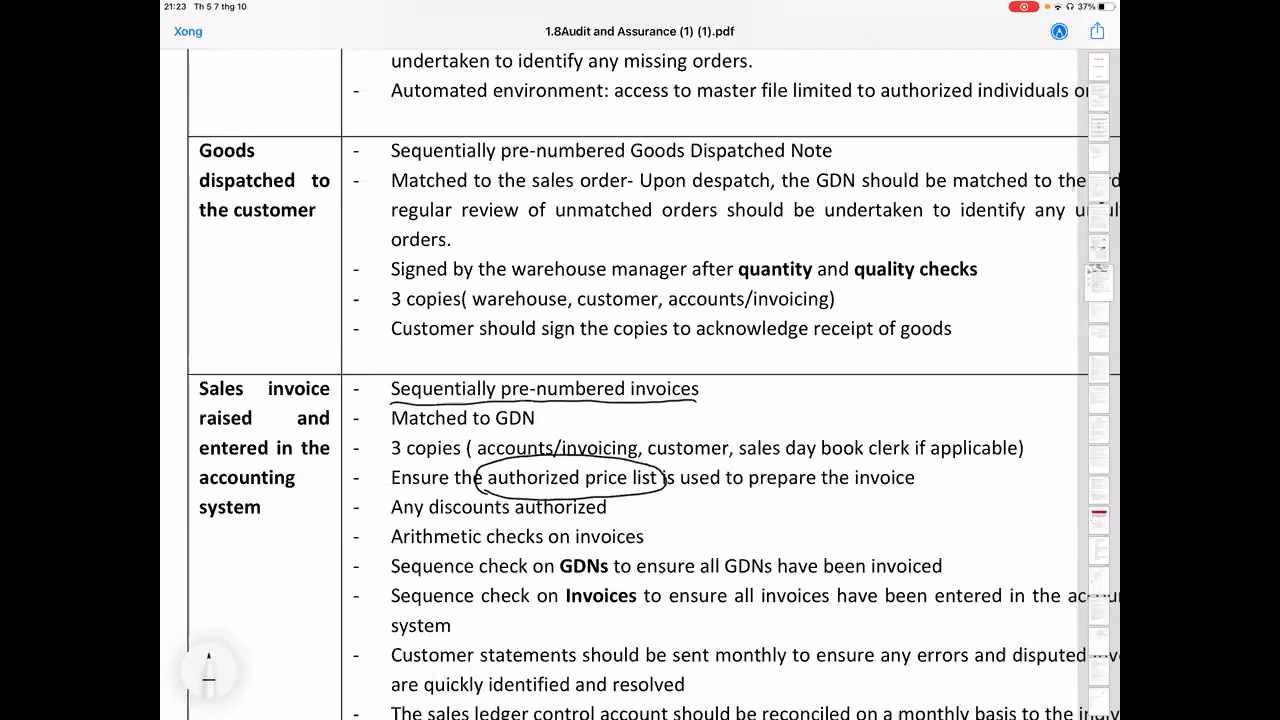 21:23 Th 5 7 thg 10 37%
Xong 1.8Audit and Assurance (1) (1).pdf
undertaken to identify any missing orders.
- Automated environment: access to master file limited to authorized individuals
Goods dispatched to the customer
- Sequentially pre-numbered Goods Dispatched Note
- Matched to the sales order- Upon despatch, the GDN should be matched to the
regular review of unmatched orders should be undertaken to identify any
orders.
- Signed by the warehouse manager after quantity and quality checks
- 3 copies( warehouse, customer, accounts/invoicing)
- Customer should sign the copies to acknowledge receipt of goods
Sales invoice raised and entered in the accounting system
- Sequentially pre-numbered invoices
- Matched to GDN
- 3 copies ( accounts/invoicing, customer, sales day book clerk if applicable)
- Ensure the authorized price list is used to prepare the invoice
- Any discounts authorized
- Arithmetic checks on invoices
- Sequence check on GDNs to ensure all GDNs have been invoiced
- Sequence check on Invoices to ensure all invoices have been entered in the
system
- Customer statements should be sent monthly to ensure any errors and disputed
are quickly identified and resolved
- The sales ledger control account should be reconciled on a monthly basis to the